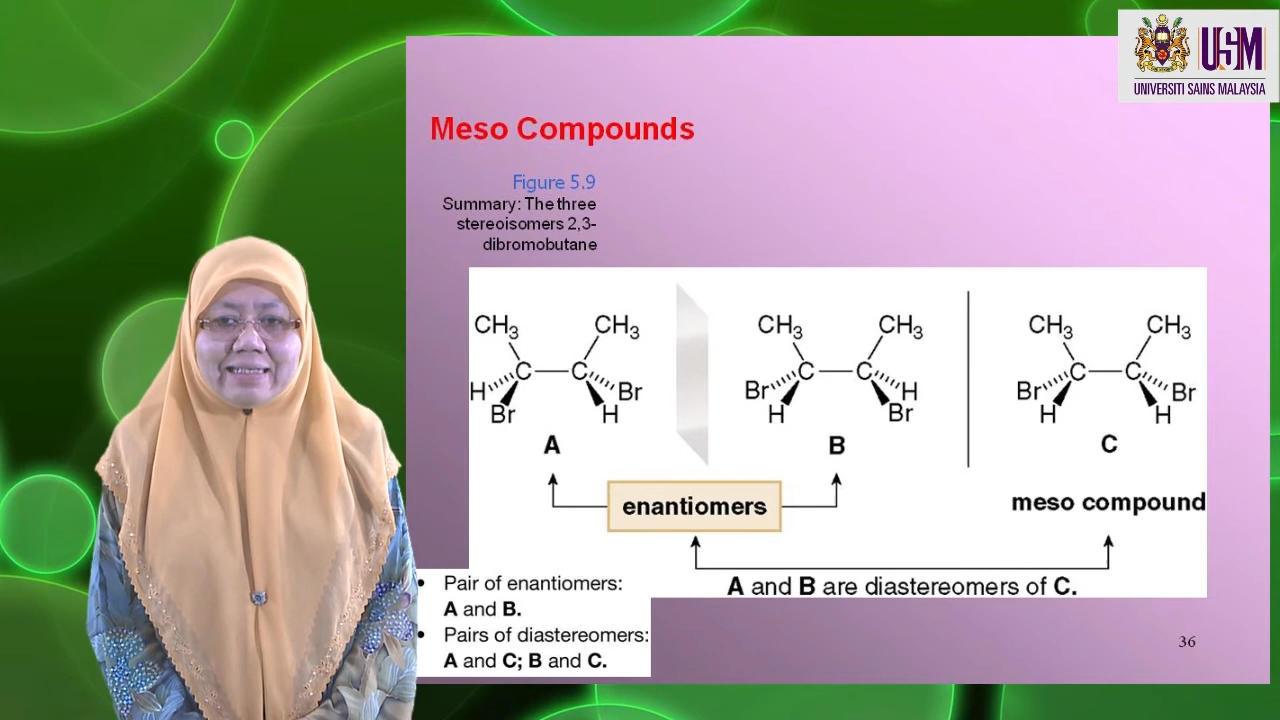 USM
UNIVERSITI SAINS MALAYSIA
Meso Compounds
Figure 5.9
Summary: The three
stereoisomers 2,3-
dibromobutane
CH3 CH3 CH3 CH3 CH3 CH3
C C C C C C
H Br Br H Br Br
Br H H Br H H
A B C
enantiomers
meso compound
A and B are diastereomers of C.
• Pair of enantiomers:
A and B.
• Pairs of diastereomers:
A and C; B and C.
36